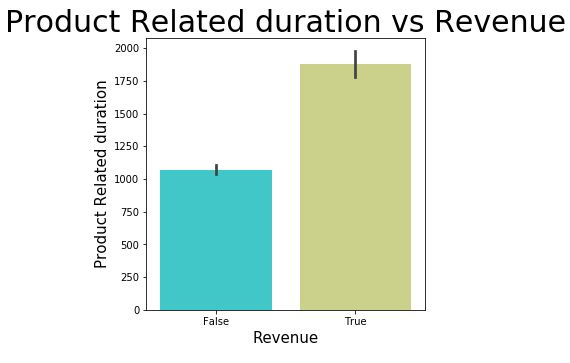 Product Related duration vs Revenue
Product Related duration
2000
1750
1500
1250
1000
750
500
250
0
False
True
Revenue